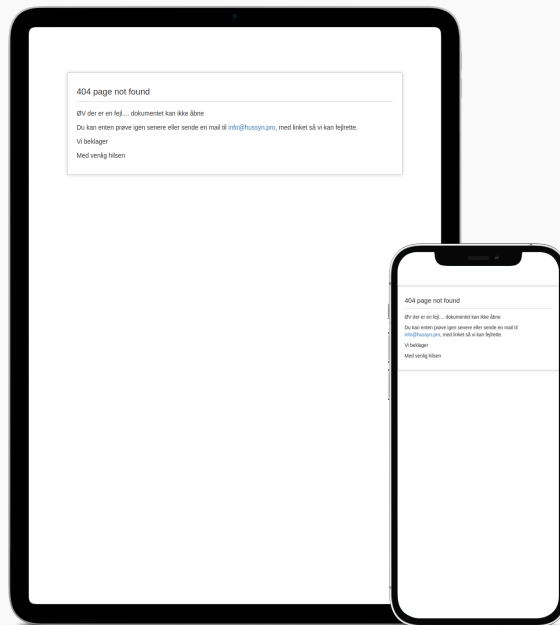 404 page not found
ØV der er en fejl.... dokumentet kan ikke åbne
Du kan enten prøve igen senere eller sende en mail til info@hussyn.pro, med linket så vi kan fejlrette.
Vi beklager
Med venlig hilsen
404 page not found
ØV der er en fejl.... dokumentet kan ikke åbne
Du kan enten prøve igen senere eller sende en mail til
info@hussyn.pro, med linket så vi kan fejlrette.
Vi beklager
Med venlig hilsen